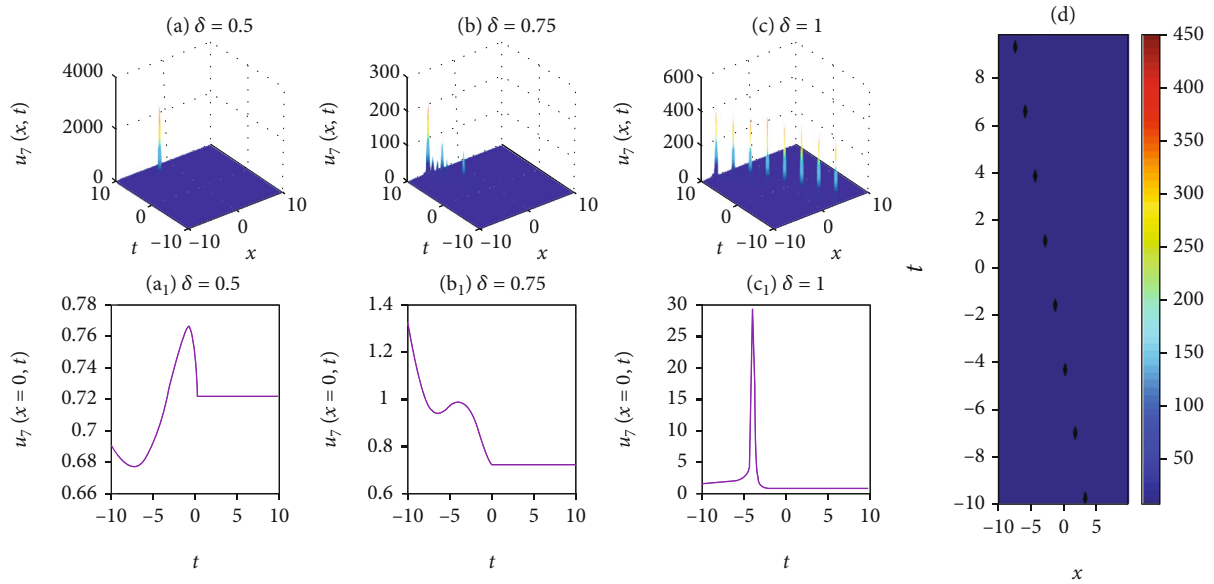 (a) δ = 0.5
4000
2000
0
u₇ (x, t)
10
0
−10
t
−10
0
10
x
(b) δ = 0.75
300
200
100
0
u₇ (x, t)
10
0
−10
t
−10
0
10
x
(c) δ = 1
600
400
200
0
u₇ (x, t)
10
0
−10
t
−10
0
10
x
(d)
8
6
4
2
0
−2
−4
−6
−8
−10
t
−10 −5 0 5
x
450
400
350
300
250
200
150
100
50
(a₁) δ = 0.5
0.78
0.76
0.74
0.72
0.7
0.68
0.66
u₇ (x = 0, t)
−10 −5 0 5 10
t
(b₁) δ = 0.75
1.4
1.2
1
0.8
0.6
u₇ (x = 0, t)
−10 −5 0 5 10
t
(c₁) δ = 1
30
25
20
15
10
5
0
u₇ (x = 0, t)
−10 −5 0 5 10
t